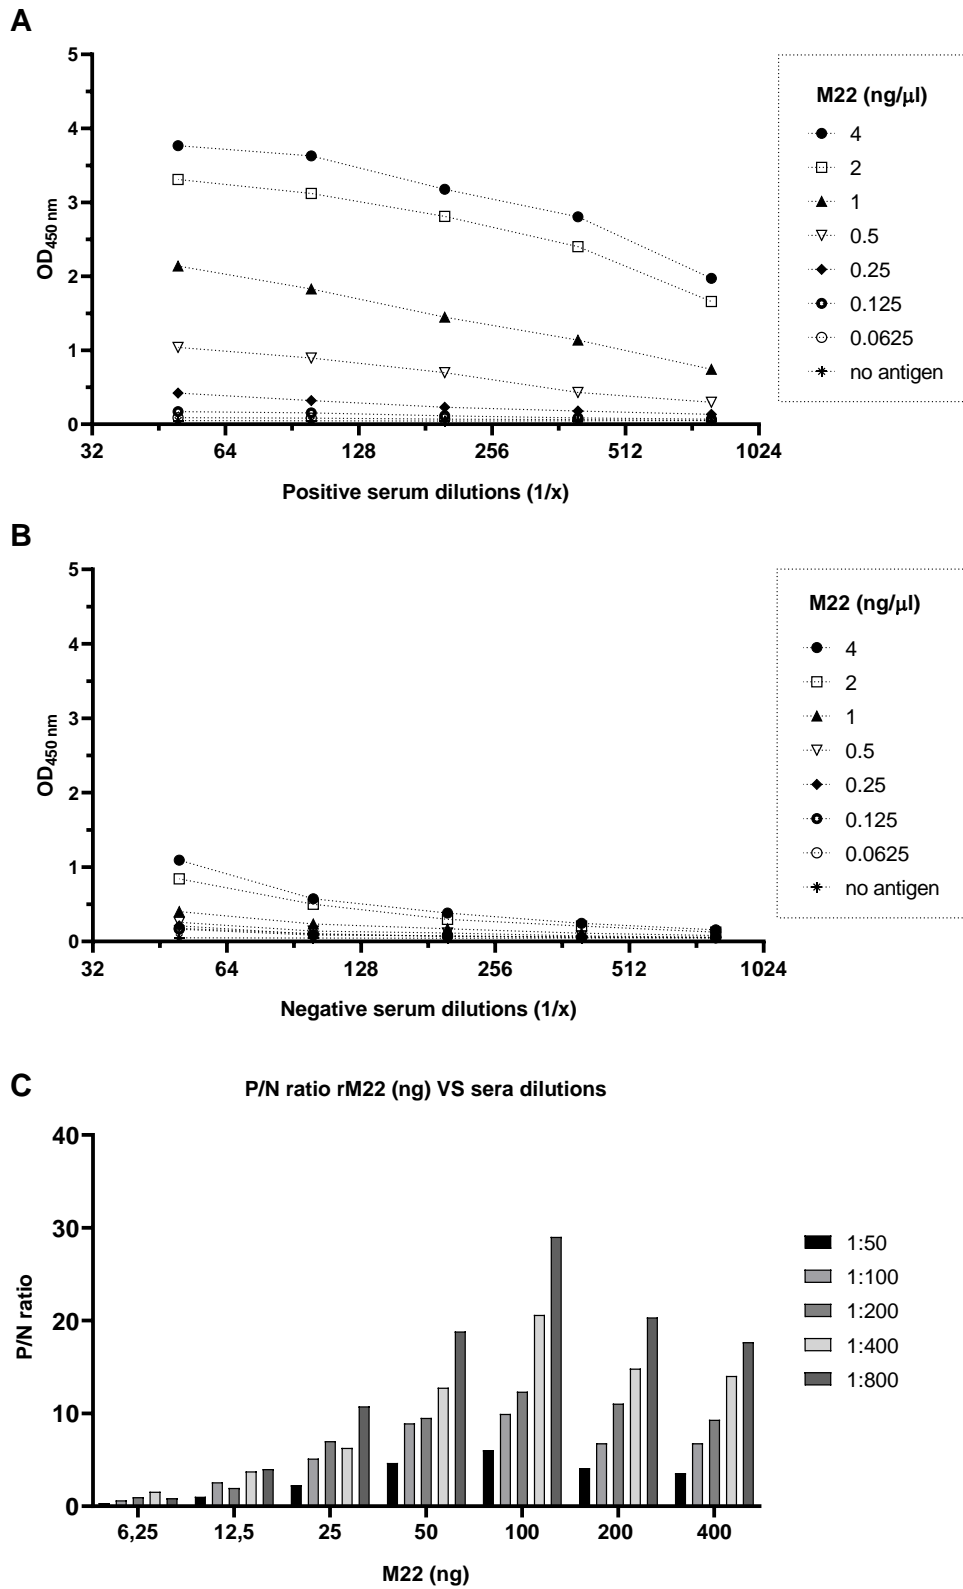 A
5
4
3
2
1
0
OD450 nm
32 64 128 256 512 1024
Positive serum dilutions (1/x)
M22 (ng/μl)
4
2
1
0.5
0.25
0.125
0.0625
no antigen
B
5
4
3
2
1
0
OD450 nm
32 64 128 256 512 1024
Negative serum dilutions (1/x)
M22 (ng/μl)
4
2
1
0.5
0.25
0.125
0.0625
no antigen
C
P/N ratio rM22 (ng) VS sera dilutions
40
30
20
10
0
P/N ratio
6,25 12,5 25 50 100 200 400
M22 (ng)
1:50
1:100
1:200
1:400
1:800